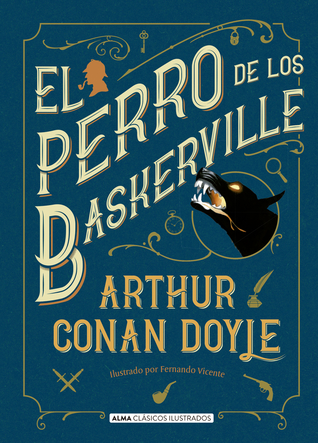 EL PERRO DE LOS
BASKERVILLE
ARTHUR
CONAN DOYLE
Ilustrado por Fernando Vicente
ALMA CLÁSICOS ILUSTRADOS